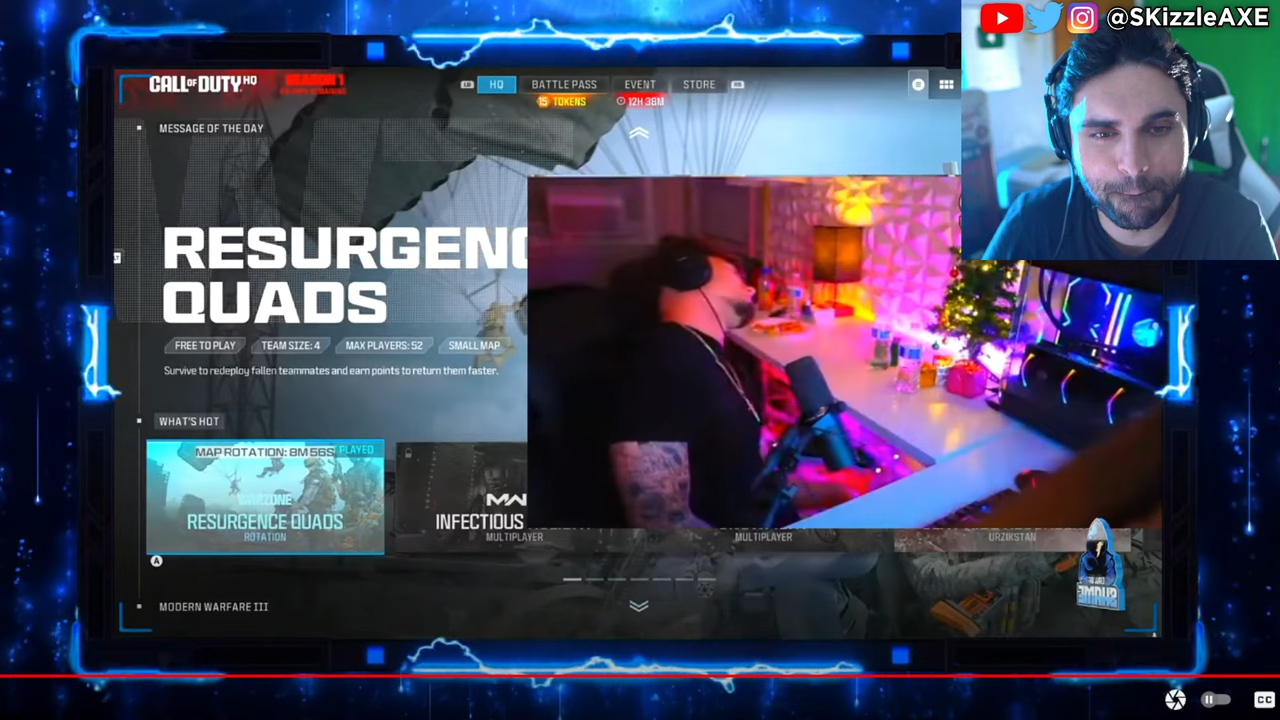 @SKizzleAXE
CALL OF DUTY HQ
SEASON 1
HQ
BATTLE PASS
EVENT
STORE
15 TOKENS
12H 38M
MESSAGE OF THE DAY
RESURGENC
QUADS
FREE TO PLAY
TEAM SIZE: 4
MAX PLAYERS: 52
SMALL MAP
Survive to redeploy fallen teammates and earn points to return them faster.
WHAT'S HOT
MAP ROTATION: 8M 56S
PLAYED
WARZONE
RESURGENCE QUADS
ROTATION
MW
INFECTIOUS
MULTIPLAYER
MULTIPLAYER
URZIKSTAN
A
MODERN WARFARE III
CC